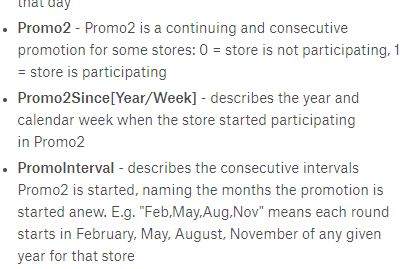 that day
Promo2 - Promo2 is a continuing and consecutive
promotion for some stores: 0 = store is not participating, 1
= store is participating
Promo2Since[Year/Week] - describes the year and
calendar week when the store started participating
in Promo2
PromoInterval - describes the consecutive intervals
Promo2 is started, naming the months the promotion is
started anew. E.g. "Feb,May,Aug,Nov" means each round
starts in February, May, August, November of any given
year for that store